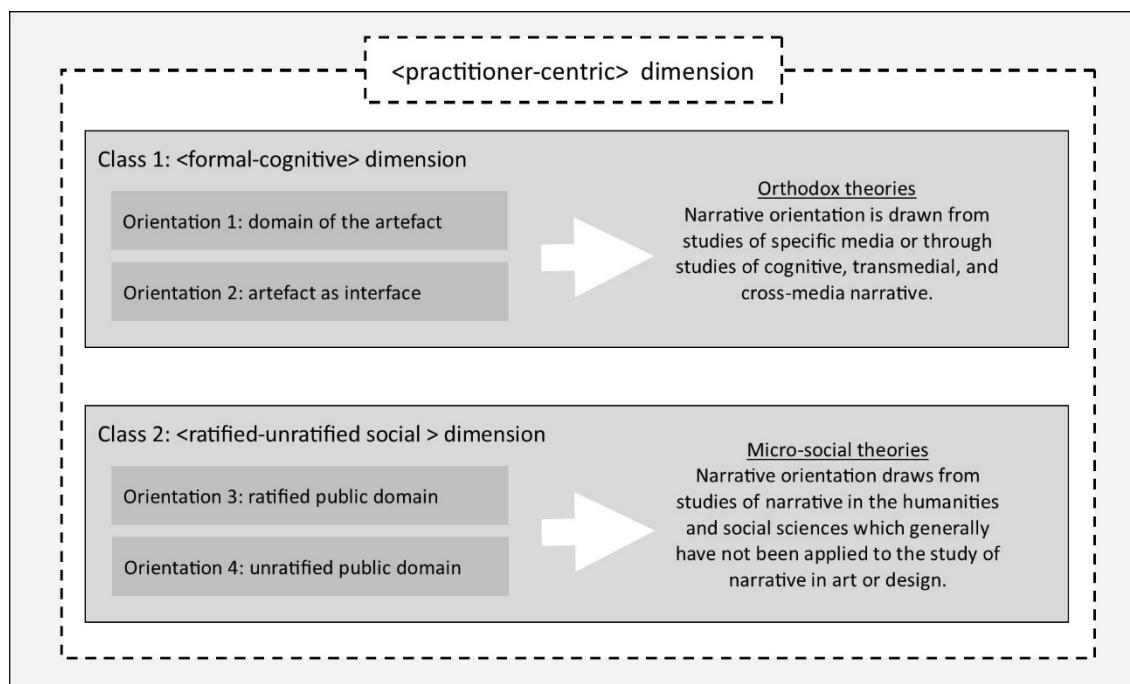 <practitioner-centric> dimension
Class 1: <formal-cognitive> dimension
Orientation 1: domain of the artefact
Orientation 2: artefact as interface
Orthodox theories
Narrative orientation is drawn from
studies of specific media or through
studies of cognitive, transmedial, and
cross-media narrative.
Class 2: <ratified-unratified social > dimension
Orientation 3: ratified public domain
Orientation 4: unratified public domain
Micro-social theories
Narrative orientation draws from
studies of narrative in the humanities
and social sciences which generally
have not been applied to the study of
narrative in art or design.